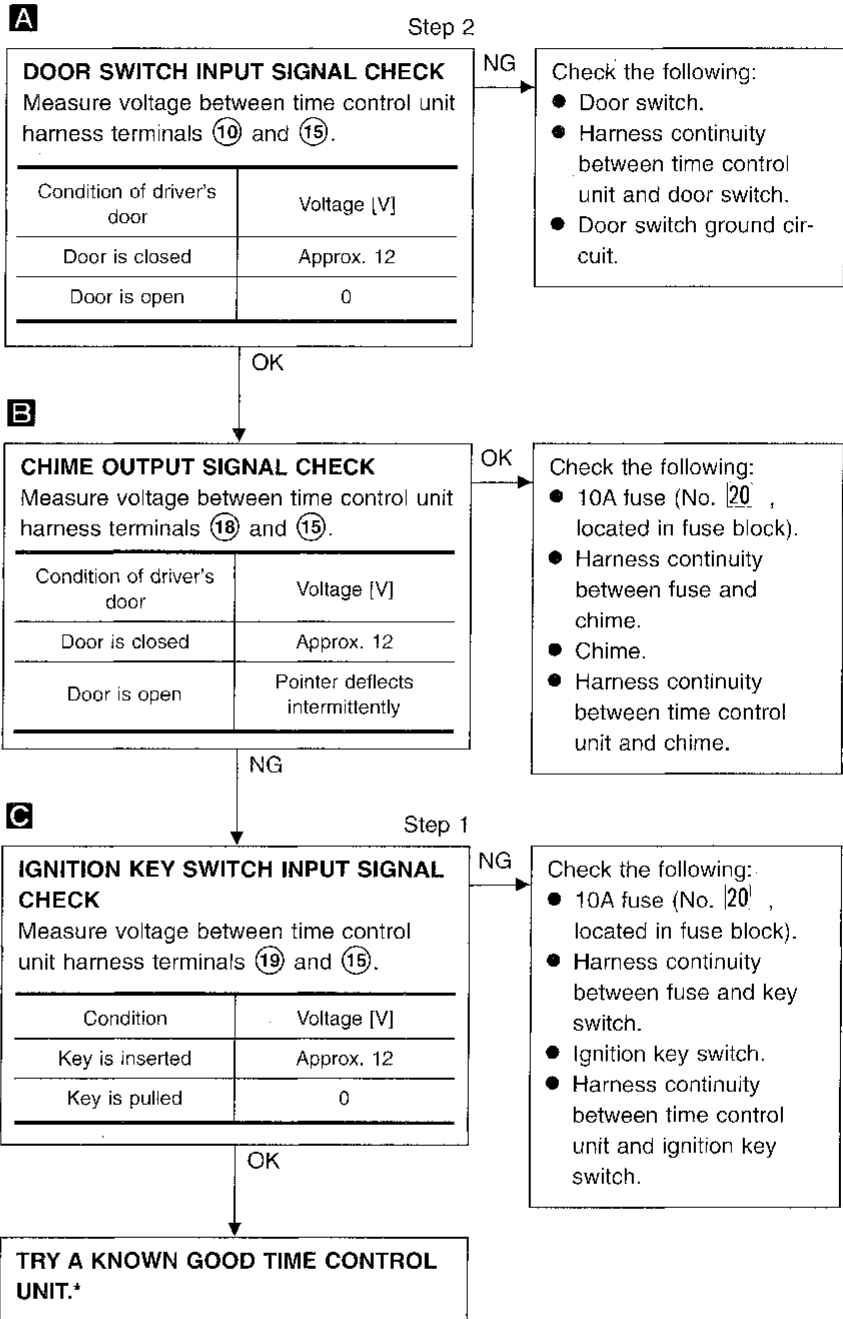 A
Step 2
DOOR SWITCH INPUT SIGNAL CHECK
Measure voltage between time control unit
harness terminals ⑩ and ⑮.
Condition of driver's
door
Voltage [V]
Door is closed
Approx. 12
Door is open
0
NG
Check the following:
● Door switch.
● Harness continuity
between time control
unit and door switch.
● Door switch ground cir-
cuit.
OK
B
CHIME OUTPUT SIGNAL CHECK
Measure voltage between time control unit
harness terminals ⑱ and ⑮.
Condition of driver's
door
Voltage [V]
Door is closed
Approx. 12
Door is open
Pointer deflects
intermittently
OK
Check the following:
● 10A fuse (No. 20 ,
located in fuse block).
● Harness continuity
between fuse and
chime.
● Chime.
● Harness continuity
between time control
unit and chime.
NG
C
Step 1
IGNITION KEY SWITCH INPUT SIGNAL
CHECK
Measure voltage between time control
unit harness terminals ⑲ and ⑮.
Condition
Voltage [V]
Key is inserted
Approx. 12
Key is pulled
0
NG
Check the following:
● 10A fuse (No. 20 ,
located in fuse block).
● Harness continuity
between fuse and key
switch.
● Ignition key switch.
● Harness continuity
between time control
unit and ignition key
switch.
OK
TRY A KNOWN GOOD TIME CONTROL
UNIT.*